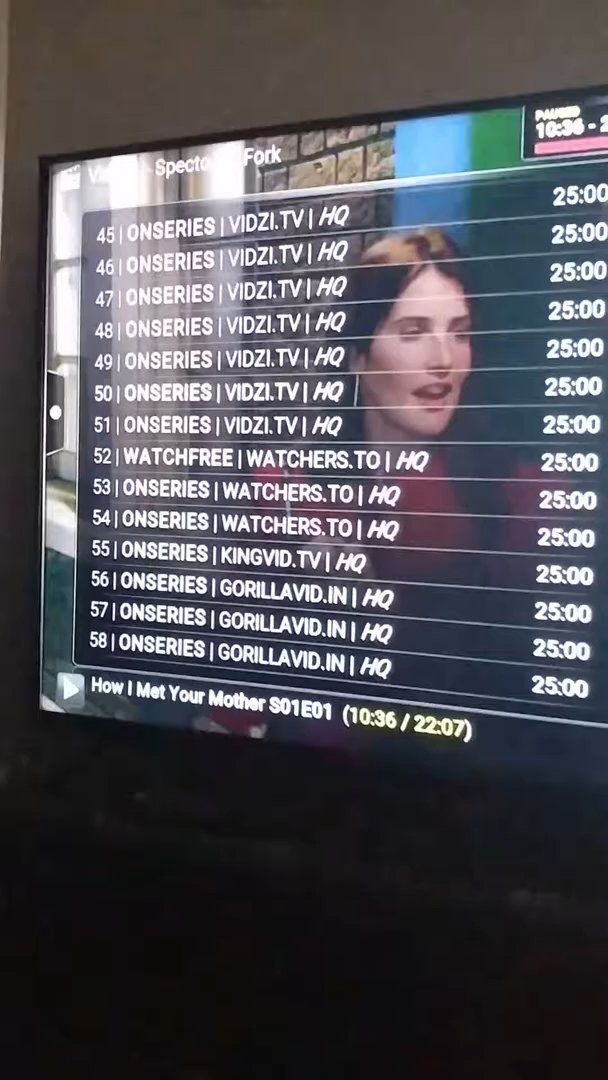 PAUSED
10:36 -
Fork
25:00
45 | ONSERIES | VIDZI.TV | HQ 25:00
46 | ONSERIES | VIDZI.TV | HQ 25:00
47 | ONSERIES | VIDZI.TV | HQ 25:00
48 | ONSERIES | VIDZI.TV | HQ 25:00
49 | ONSERIES | VIDZI.TV | HQ 25:00
50 | ONSERIES | VIDZI.TV | HQ 25:00
51 | ONSERIES | VIDZI.TV | HQ 25:00
52 | WATCHFREE | WATCHERS.TO | HQ 25:00
53 | ONSERIES | WATCHERS.TO | HQ 25:00
54 | ONSERIES | WATCHERS.TO | HQ 25:00
55 | ONSERIES | KINGVID.TV | HQ 25:00
56 | ONSERIES | GORILLAVID.IN | HQ 25:00
57 | ONSERIES | GORILLAVID.IN | HQ 25:00
58 | ONSERIES | GORILLAVID.IN | HQ 25:00
How I Met Your Mother S01E01 (10:36 / 22:07)